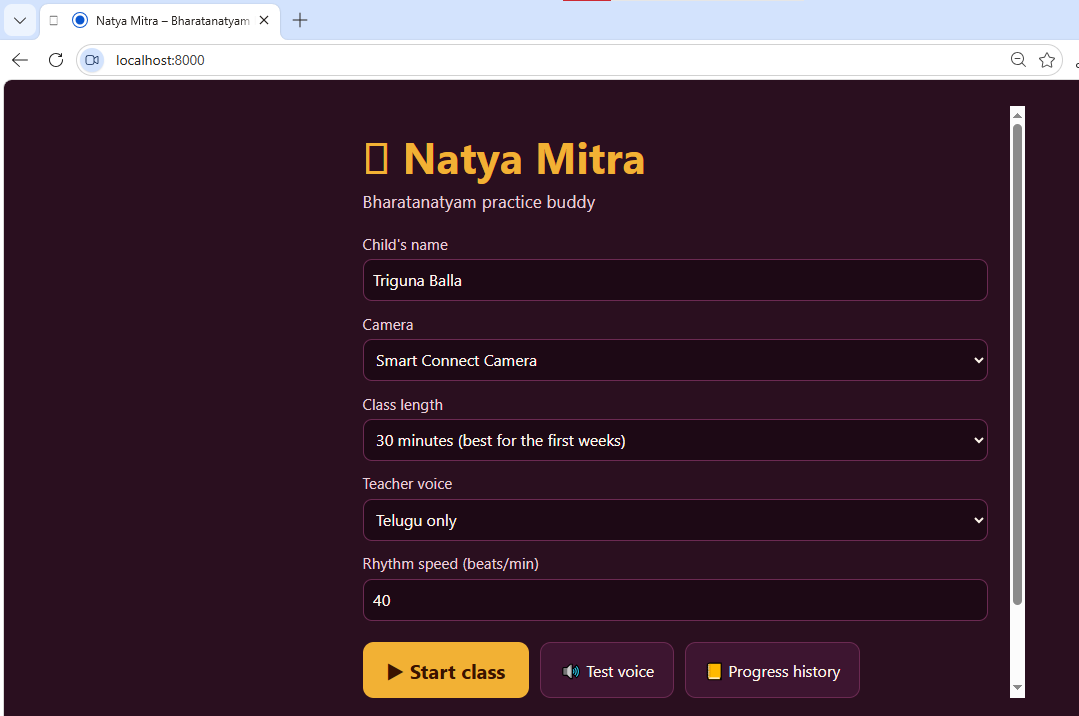 Natya Mitra – Bharatanatyam
localhost:8000
Natya Mitra
Bharatanatyam practice buddy
Child's name
Triguna Balla
Camera
Smart Connect Camera
Class length
30 minutes (best for the first weeks)
Teacher voice
Telugu only
Rhythm speed (beats/min)
40
▶ Start class
🔊 Test voice
📒 Progress history